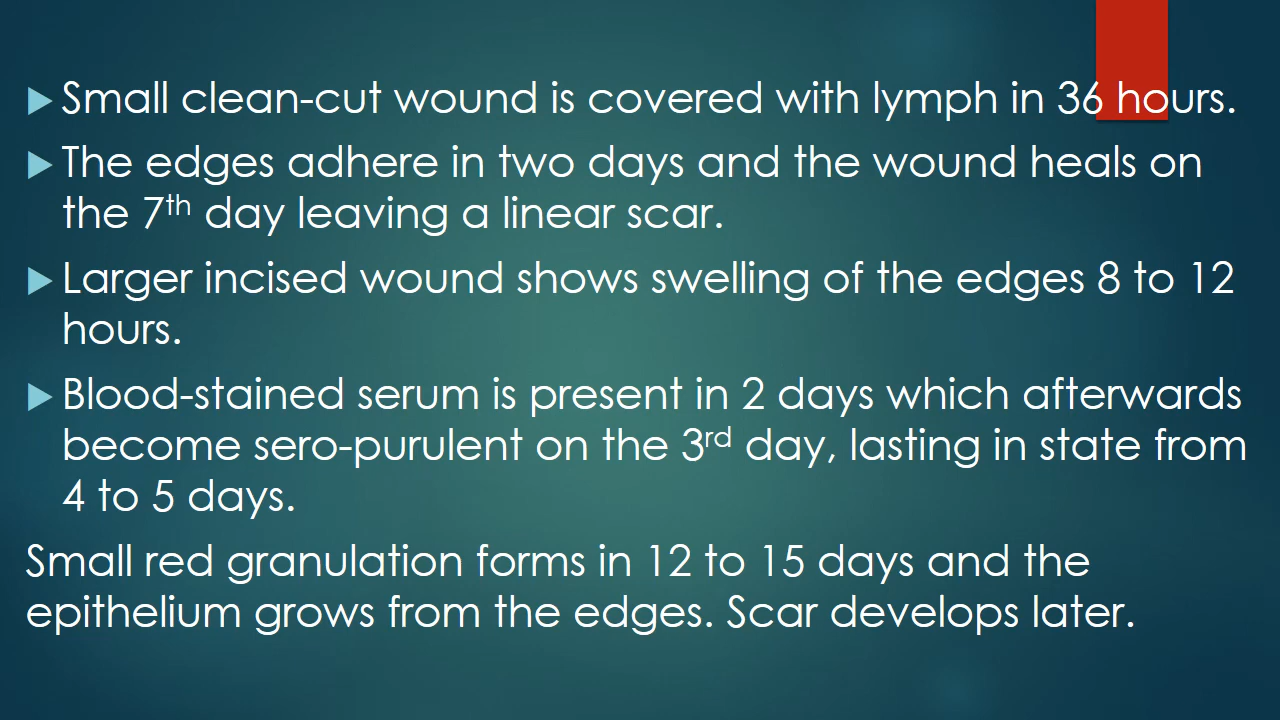 Small clean-cut wound is covered with lymph in 36 hours.
The edges adhere in two days and the wound heals on
the 7th day leaving a linear scar.
Larger incised wound shows swelling of the edges 8 to 12
hours.
Blood-stained serum is present in 2 days which afterwards
become sero-purulent on the 3rd day, lasting in state from
4 to 5 days.
Small red granulation forms in 12 to 15 days and the
epithelium grows from the edges. Scar develops later.